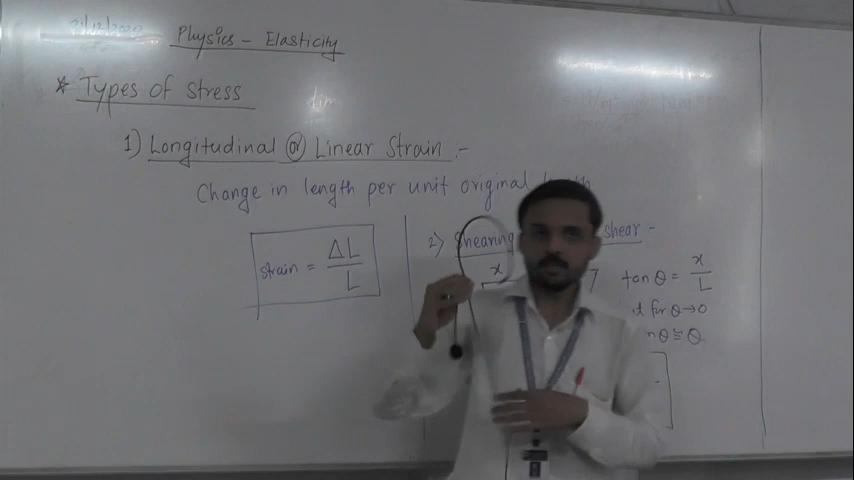 Physics - Elasticity
* Types of stress
1) Longitudinal or Linear Strain :-
Change in length per unit original
strain = ΔL / L
2) Shearing shear -
x
tan θ = x / L
for θ → 0
θ ≅ θ